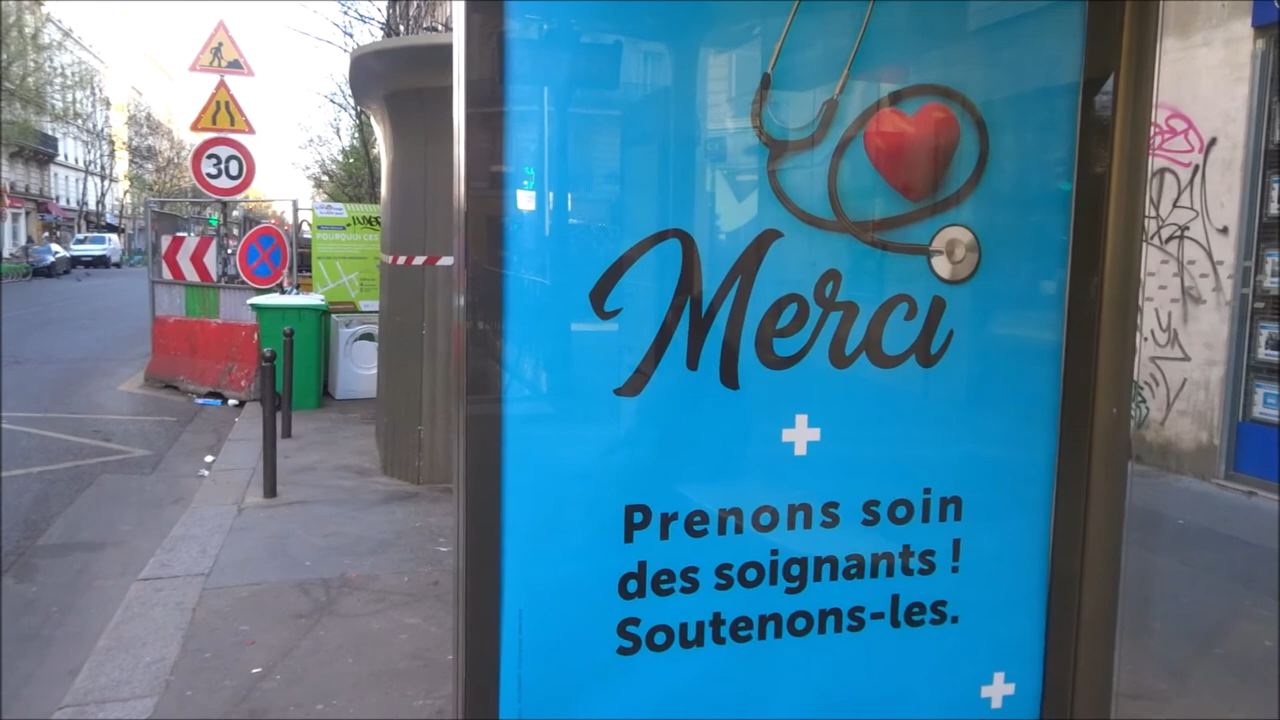 30
POURQUOI CES
Merci
Prenons soin
des soignants !
Soutenons-les.